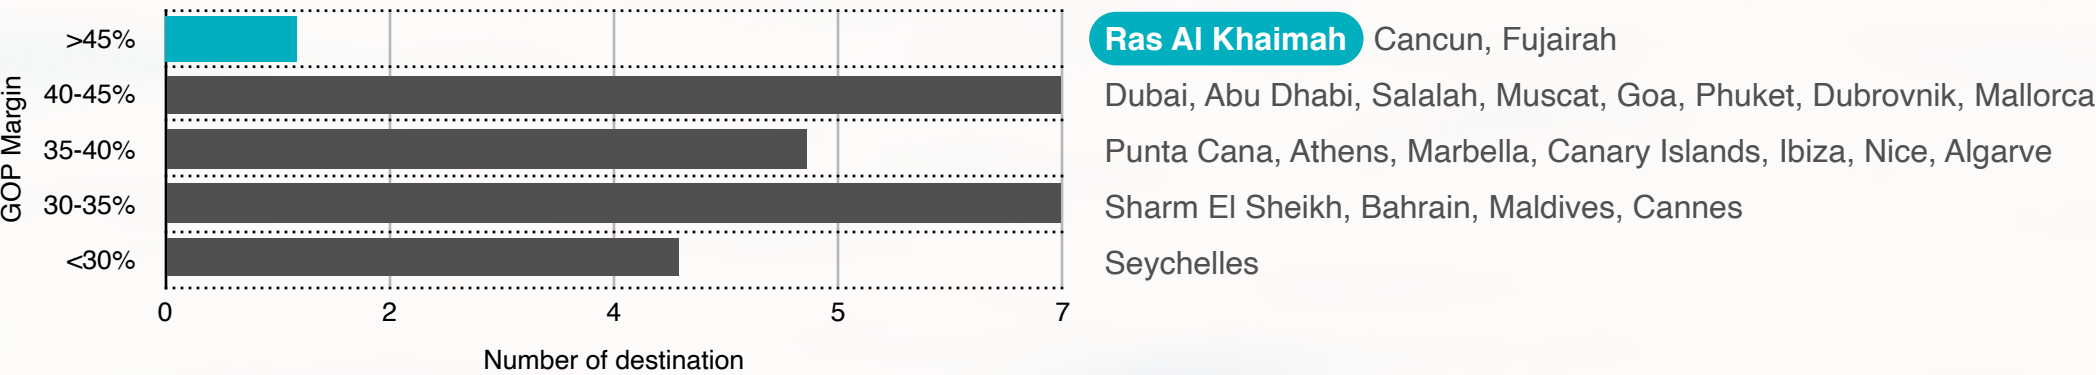 >45%
Ras Al Khaimah Cancun, Fujairah
40-45%
Dubai, Abu Dhabi, Salalah, Muscat, Goa, Phuket, Dubrovnik, Mallorca
35-40%
Punta Cana, Athens, Marbella, Canary Islands, Ibiza, Nice, Algarve
30-35%
Sharm El Sheikh, Bahrain, Maldives, Cannes
<30%
Seychelles
GOP Margin
0 2 4 5 7
Number of destination